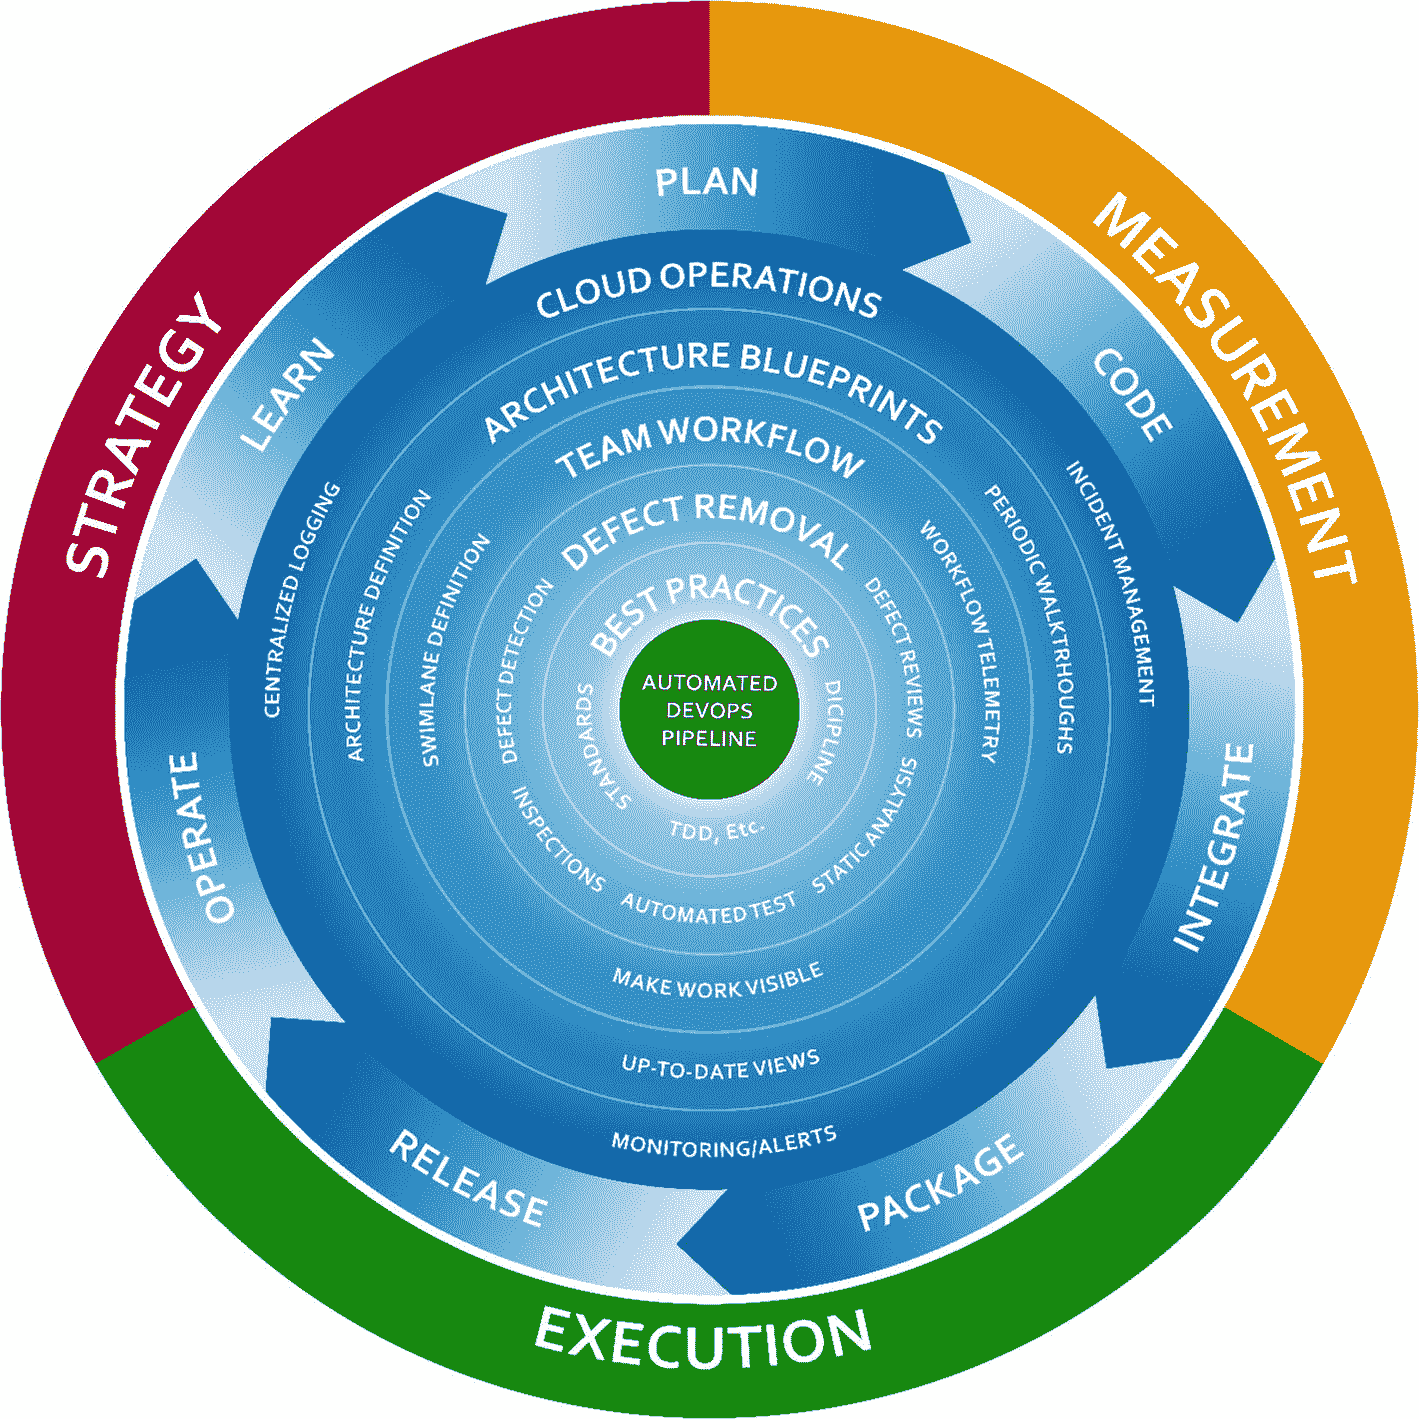 STRATEGY
MEASUREMENT
EXECUTION
PLAN
CODE
INTEGRATE
PACKAGE
RELEASE
OPERATE
LEARN
CLOUD OPERATIONS
CENTRALIZED LOGGING
INCIDENT MANAGEMENT
MONITORING/ALERTS
ARCHITECTURE BLUEPRINTS
ARCHITECTURE DEFINITION
PERIODIC WALKTRHOUGHS
UP-TO-DATE VIEWS
TEAM WORKFLOW
SWIMLANE DEFINITION
WORKFLOW TELEMETRY
MAKE WORK VISIBLE
DEFECT REMOVAL
DEFECT DETECTION
DEFECT REVIEWS
INSPECTIONS
AUTOMATED TEST
STATIC ANALYSIS
BEST PRACTICES
STANDARDS
DICIPLINE
TDD, Etc.
AUTOMATED
DEVOPS
PIPELINE